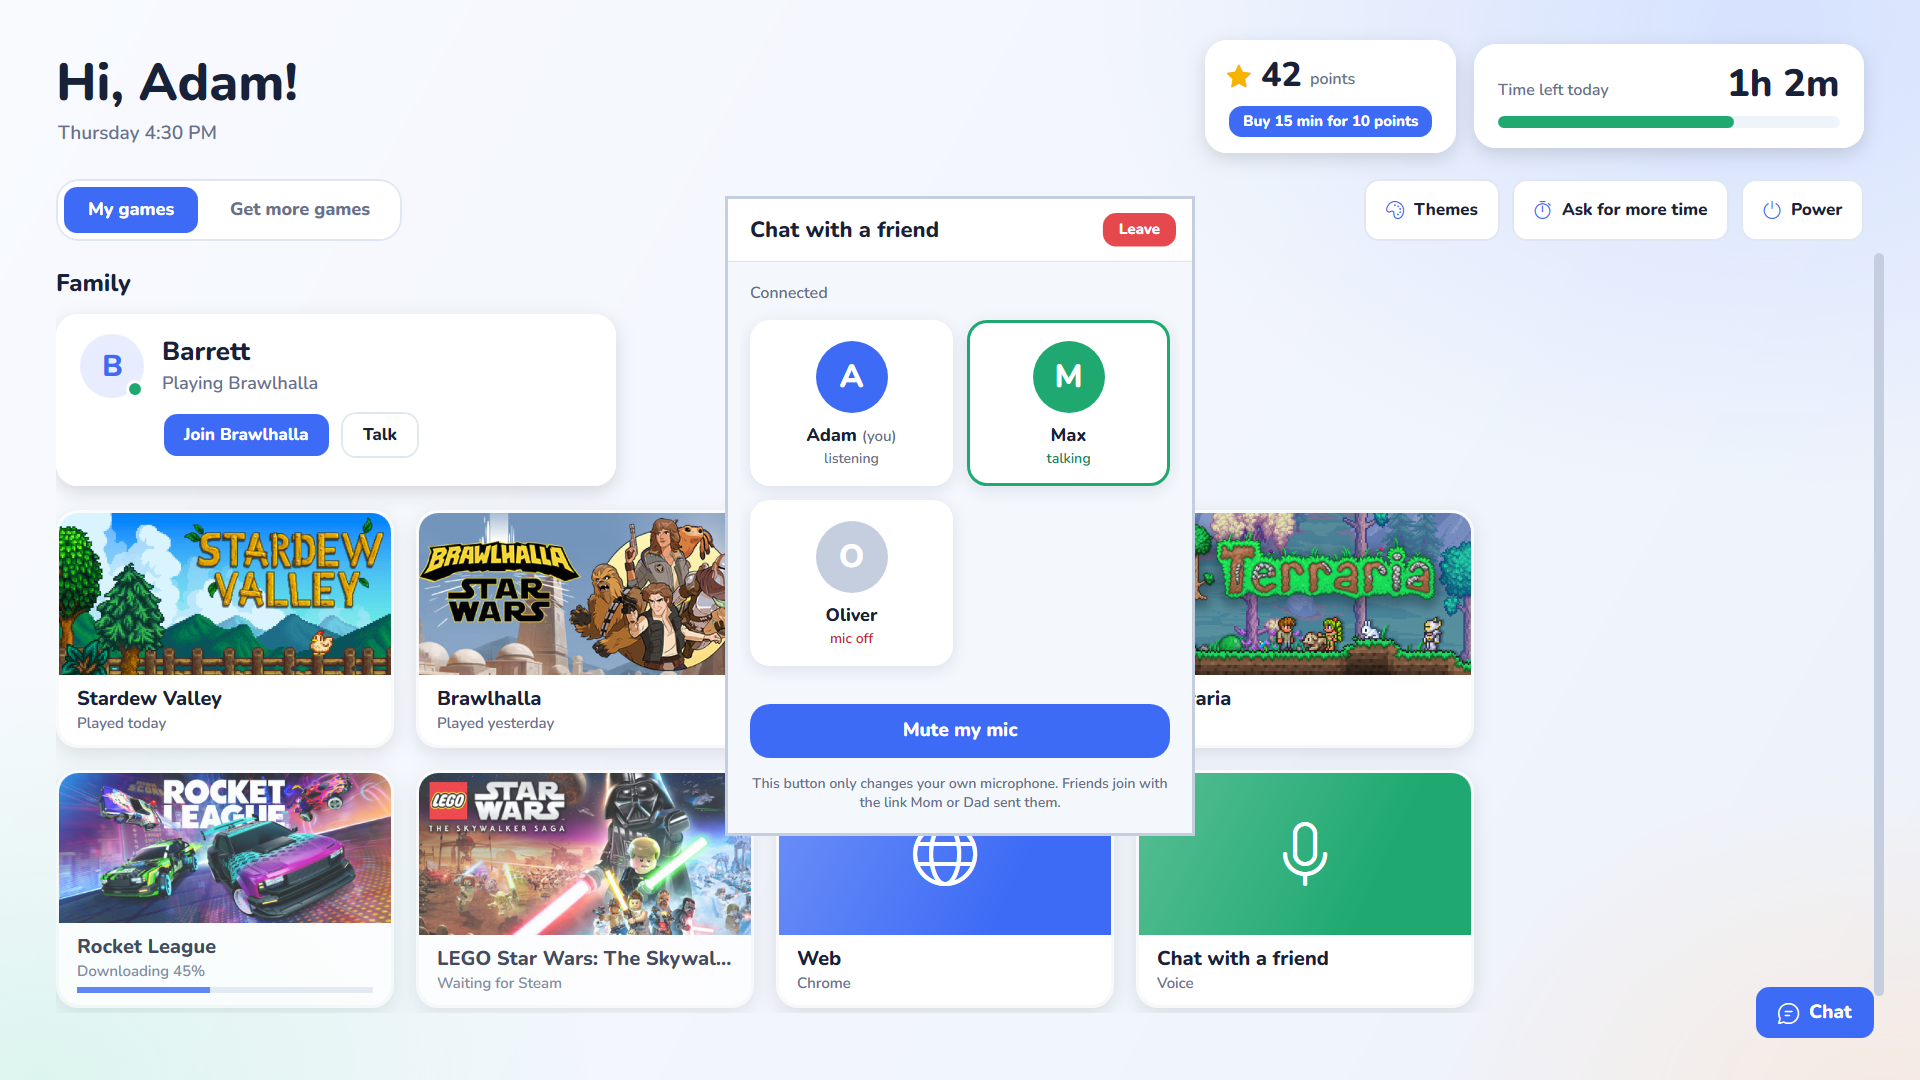 Hi, Adam!
Thursday 4:30 PM
42 points
Buy 15 min for 10 points
Time left today
1h 2m
My games
Get more games
Themes
Ask for more time
Power
Family
B
Barrett
Playing Brawlhalla
Join Brawlhalla
Talk
Chat with a friend
Leave
Connected
A
Adam (you)
listening
M
Max
talking
O
Oliver
mic off
Mute my mic
This button only changes your own microphone. Friends join with
the link Mom or Dad sent them.
STARDEW
VALLEY
Stardew Valley
Played today
BRAWLHALLA
STAR
WARS
Brawlhalla
Played yesterday
Terraria
raria
ROCKET
LEAGUE
Rocket League
Downloading 45%
LEGO
STAR
WARS
THE SKYWALKER SAGA
LEGO Star Wars: The Skywal...
Waiting for Steam
Web
Chrome
Chat with a friend
Voice
Chat